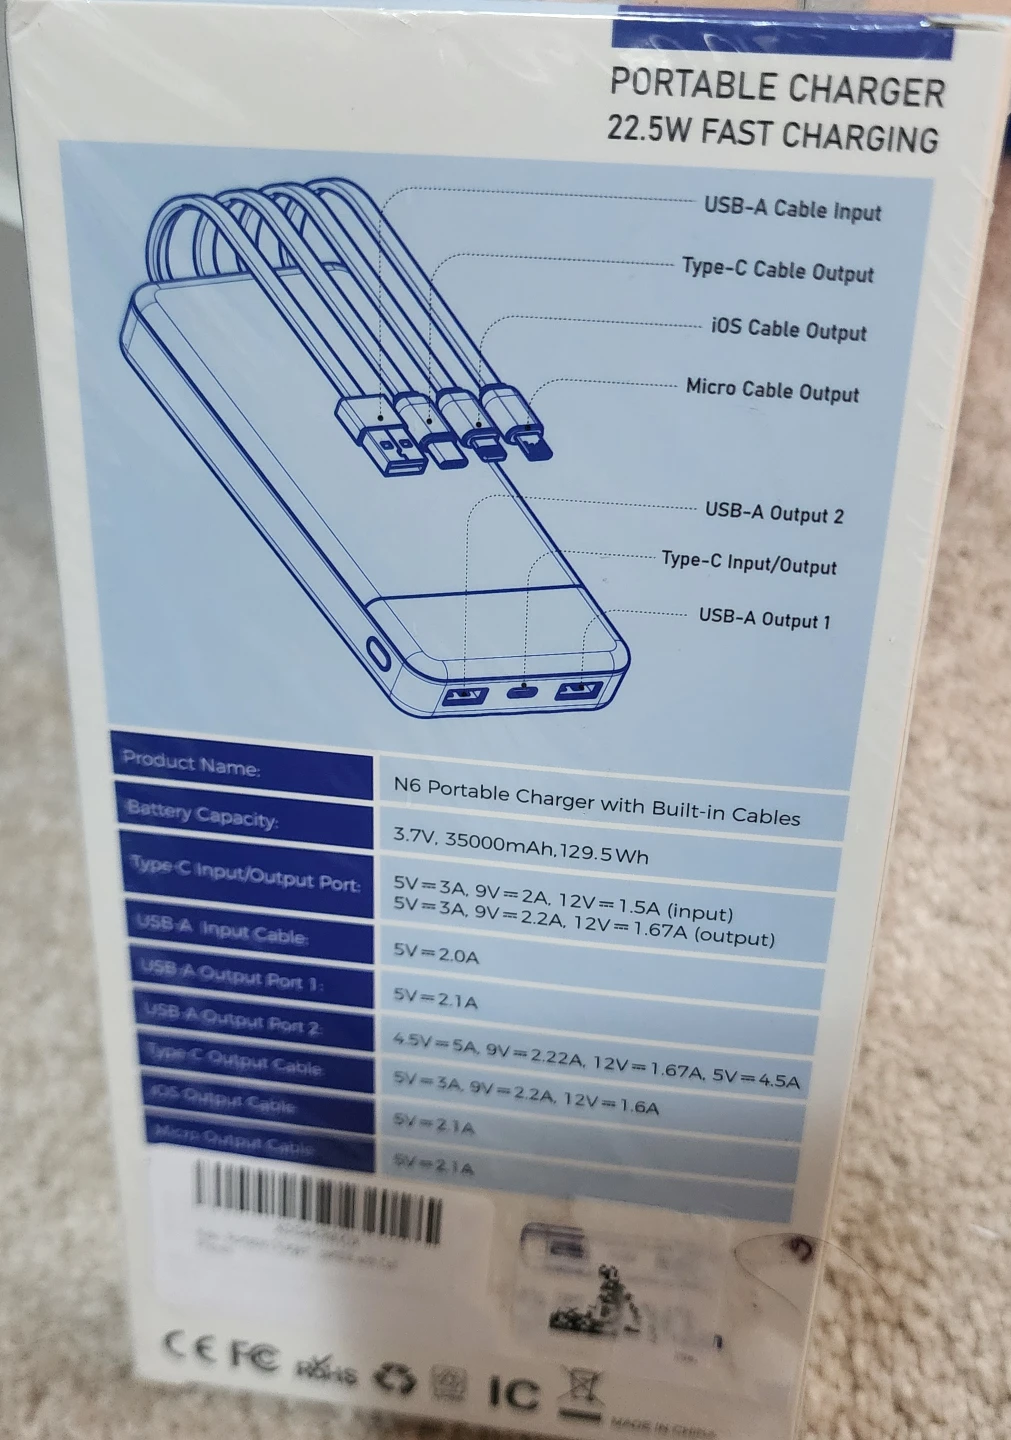 PORTABLE CHARGER
22.5W FAST CHARGING
USB-A Cable Input
Type-C Cable Output
iOS Cable Output
Micro Cable Output
USB-A Output 2
Type-C Input/Output
USB-A Output 1
Product Name: N6 Portable Charger with Built-in Cables
Battery Capacity: 3.7V, 35000mAh,129.5Wh
Type-C Input/Output Port: 5V⎓3A, 9V⎓2A, 12V⎓1.5A (input)
5V⎓3A, 9V⎓2.2A, 12V⎓1.67A (output)
USB-A Input Cable: 5V⎓2.0A
USB-A Output Port 1: 5V⎓2.1A
USB-A Output Port 2: 4.5V⎓5A, 9V⎓2.22A, 12V⎓1.67A, 5V⎓4.5A
Type-C Output Cable: 5V⎓3A, 9V⎓2.2A, 12V⎓1.6A
iOS Output Cable: 5V⎓2.1A
Micro Output Cable: 5V⎓2.1A
CE FC RoHS IC
MADE IN CHINA